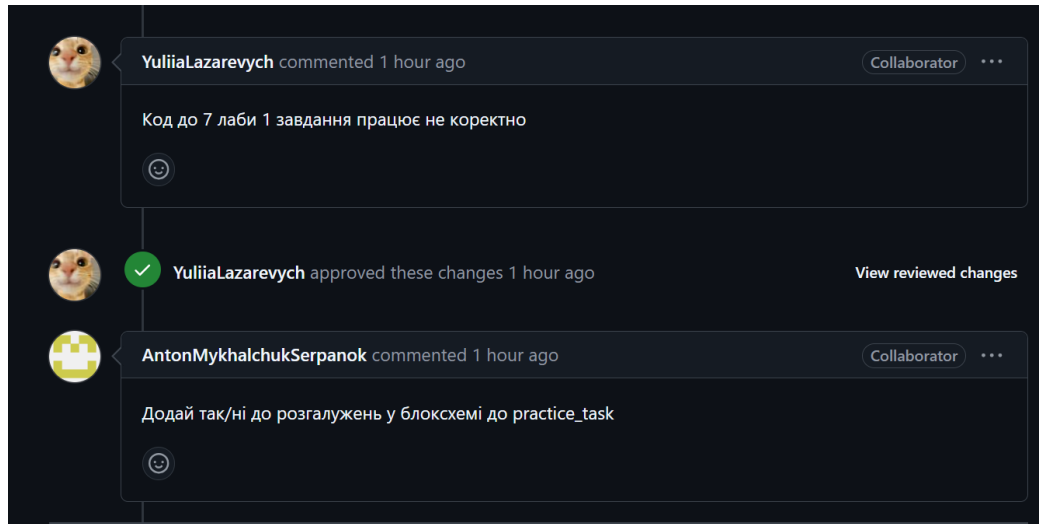 YuliiaLazarevych commented 1 hour ago Collaborator
Код до 7 лаби 1 завдання працює не коректно
YuliiaLazarevych approved these changes 1 hour ago View reviewed changes
AntonMykhalchukSerpanok commented 1 hour ago Collaborator
Додай так/ні до розгалужень у блоксхемі до practice_task